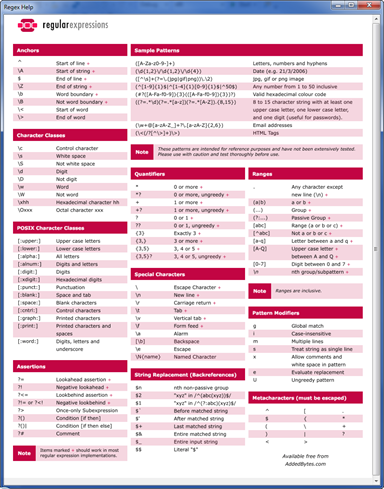 Regex Help
regularexpressions
Anchors
^ Start of line +
\A Start of string +
$ End of line +
\Z End of string +
\b Word boundary +
\B Not word boundary +
\< Start of word
\> End of word
Character Classes
\c Control character
\s White space
\S Not white space
\d Digit
\D Not digit
\w Word
\W Not word
\xhh Hexadecimal character hh
\Oxxx Octal character xxx
POSIX Character Classes
[:upper:] Upper case letters
[:lower:] Lower case letters
[:alpha:] All letters
[:alnum:] Digits and letters
[:digit:] Digits
[:xdigit:] Hexadecimal digits
[:punct:] Punctuation
[:blank:] Space and tab
[:space:] Blank characters
[:cntrl:] Control characters
[:graph:] Printed characters
[:print:] Printed characters and
spaces
[:word:] Digits, letters and
underscore
Assertions
?= Lookahead assertion +
?! Negative lookahead +
?<= Lookbehind assertion +
?!= or ?<! Negative lookbehind +
?> Once-only Subexpression
?() Condition [if then]
?()| Condition [if then else]
?# Comment
Note
Items marked + should work in most
regular expression implementations.
Sample Patterns
([A-Za-z0-9-]+) Letters, numbers and hyphens
(\d{1,2}\/\d{1,2}\/\d{4}) Date (e.g. 21/3/2006)
([^\s]+(?=\.(jpg|gif|png))\.\2) jpg, gif or png image
(^[1-9]{1}$|^[1-4]{1}[0-9]{1}$|^50$) Any number from 1 to 50 inclusive
(#?([A-Fa-f0-9]){3}(([A-Fa-f0-9]){3})?) Valid hexadecimal colour code
((?=.*\d)(?=.*[a-z])(?=.*[A-Z]).{8,15}) 8 to 15 character string with at least one
upper case letter, one lower case letter,
and one digit (useful for passwords).
(\w+@[a-zA-Z_]+?\.[a-zA-Z]{2,6}) Email addresses
(\<(/?[^\>]+)\>) HTML Tags
Note
These patterns are intended for reference purposes and have not been extensively tested.
Please use with caution and test thoroughly before use.
Quantifiers
* 0 or more +
*? 0 or more, ungreedy +
+ 1 or more +
+? 1 or more, ungreedy +
? 0 or 1 +
?? 0 or 1, ungreedy +
{3} Exactly 3 +
{3,} 3 or more +
{3,5} 3, 4 or 5 +
{3,5}? 3, 4 or 5, ungreedy +
Special Characters
\ Escape Character +
\n New line +
\r Carriage return +
\t Tab +
\v Vertical tab +
\f Form feed +
\a Alarm
[\b] Backspace
\e Escape
\N{name} Named Character
String Replacement (Backreferences)
$n nth non-passive group
$2 "xyz" in /^(abc(xyz))$/
$1 "xyz" in /^(?:abc)(xyz)$/
$` Before matched string
$' After matched string
$+ Last matched string
$& Entire matched string
$_ Entire input string
$$ Literal "$"
Ranges
. Any character except
new line (\n) +
(a|b) a or b +
(...) Group +
(?:...) Passive Group +
[abc] Range (a or b or c) +
[^abc] Not a or b or c +
[a-q] Letter between a and q +
[A-Q] Upper case letter +
between A and Q +
[0-7] Digit between 0 and 7 +
\n nth group/subpattern +
Note
Ranges are inclusive.
Pattern Modifiers
g Global match
i Case-insensitive
m Multiple lines
s Treat string as single line
x Allow comments and
white space in pattern
e Evaluate replacement
U Ungreedy pattern
Metacharacters (must be escaped)
^ [ .
$ { *
( \ +
) | ?
< >
Available free from
AddedBytes.com